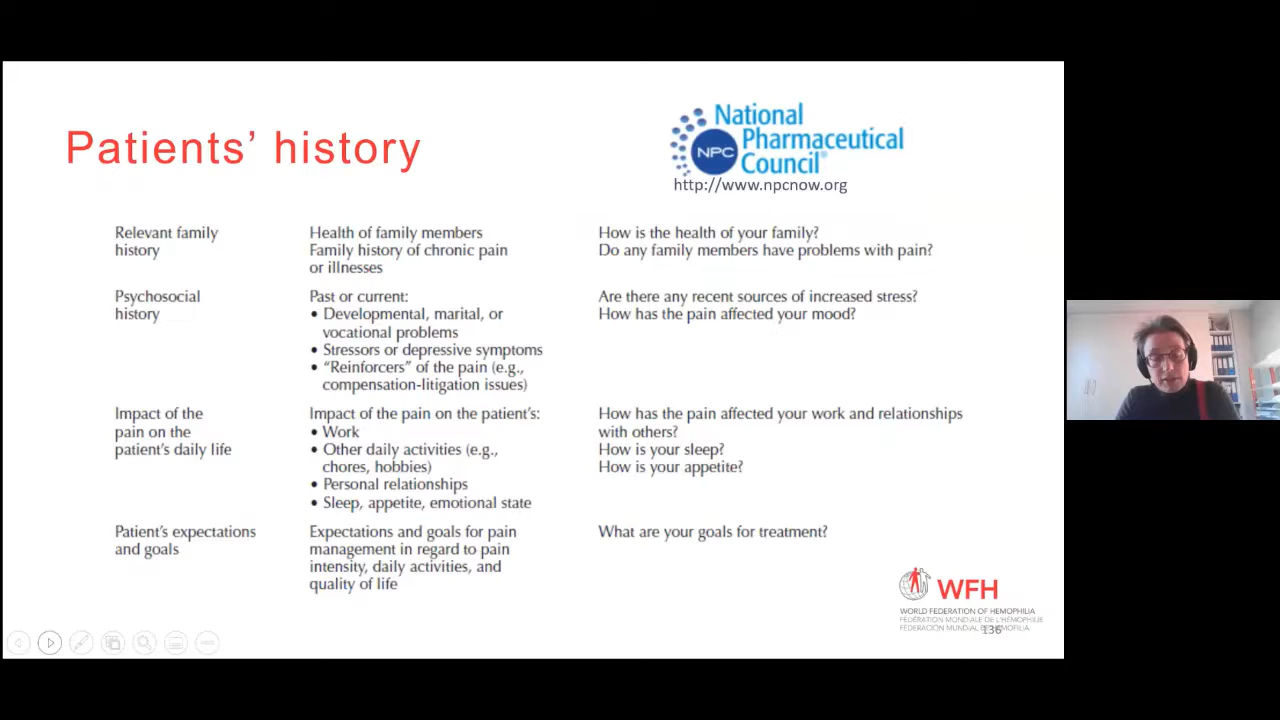 Patients' history
National
Pharmaceutical
Council®
NPC
http://www.npcnow.org
Relevant family
history
Health of family members
Family history of chronic pain
or illnesses
How is the health of your family?
Do any family members have problems with pain?
Psychosocial
history
Past or current:
• Developmental, marital, or
vocational problems
• Stressors or depressive symptoms
• “Reinforcers” of the pain (e.g.,
compensation-litigation issues)
Are there any recent sources of increased stress?
How has the pain affected your mood?
Impact of the
pain on the
patient's daily life
Impact of the pain on the patient's:
• Work
• Other daily activities (e.g.,
chores, hobbies)
• Personal relationships
• Sleep, appetite, emotional state
How has the pain affected your work and relationships
with others?
How is your sleep?
How is your appetite?
Patient's expectations
and goals
Expectations and goals for pain
management in regard to pain
intensity, daily activities, and
quality of life
What are your goals for treatment?
WFH
WORLD FEDERATION OF HEMOPHILIA
FÉDÉRATION MONDIALE DE L'HÉMOPHILIE
FEDERACIÓN MUNDIAL DE HEMOFILIA
136